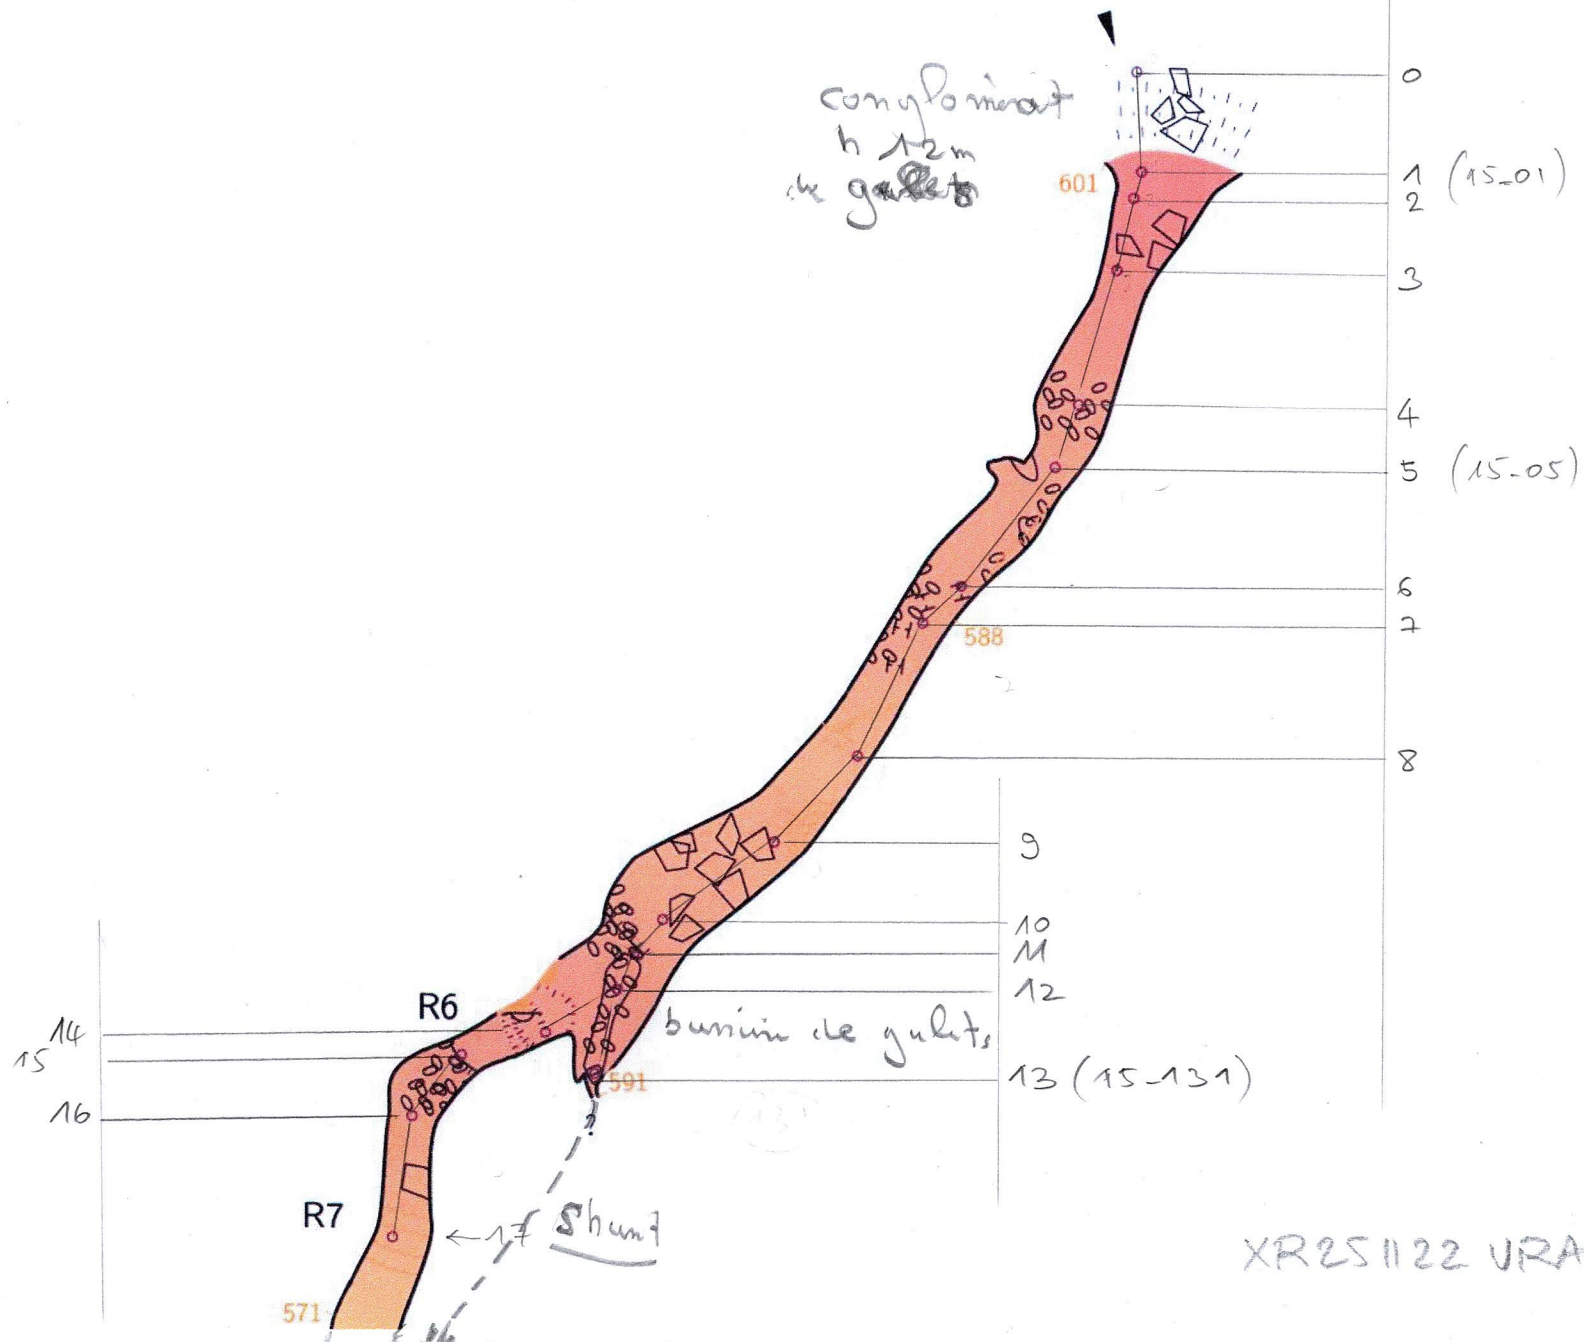 0
conglomérat
h 12m
de galets
601
1 (15-01)
2
3
4
5 (15-05)
6
7
588
8
9
10
11
12
R6
14
15
bassin de galets
591
13 (15-131)
16
?
R7
← 17
Shunt
XR251122 VRA
571